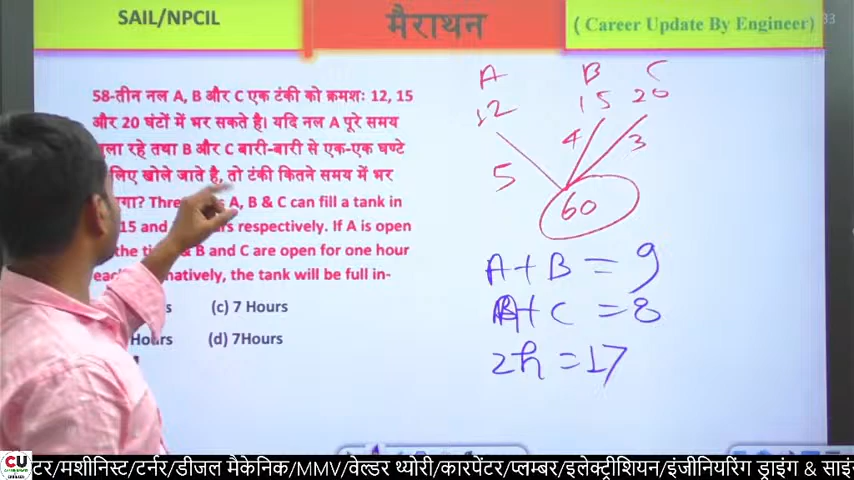 SAIL/NPCIL
मैराथन
( Career Update By Engineer)
58-तीन नल A, B और C एक टंकी को क्रमशः 12, 15
और 20 घंटों में भर सकते है। यदि नल A पूरे समय
रहे तथा B और C बारी-बारी से एक-एक घण्टे
लिए खोले जाते है, तो टंकी कितने समय में भर
A, B & C can fill a tank in
15 and respectively. If A is open
the B and C are open for one hour
the tank will be full in-
(c) 7 Hours
(d) 7Hours
A B C
12 15 20
5 4 3
60
A+B = 9
+ C = 8
2h = 17
CU
टर/मशीनिस्ट/टर्नर/डीजल मैकेनिक/MMV/वेल्डर थ्योरी/कारपेंटर/प्लम्बर/इलेक्ट्रीशियन/इंजीनियरिंग ड्राइंग &